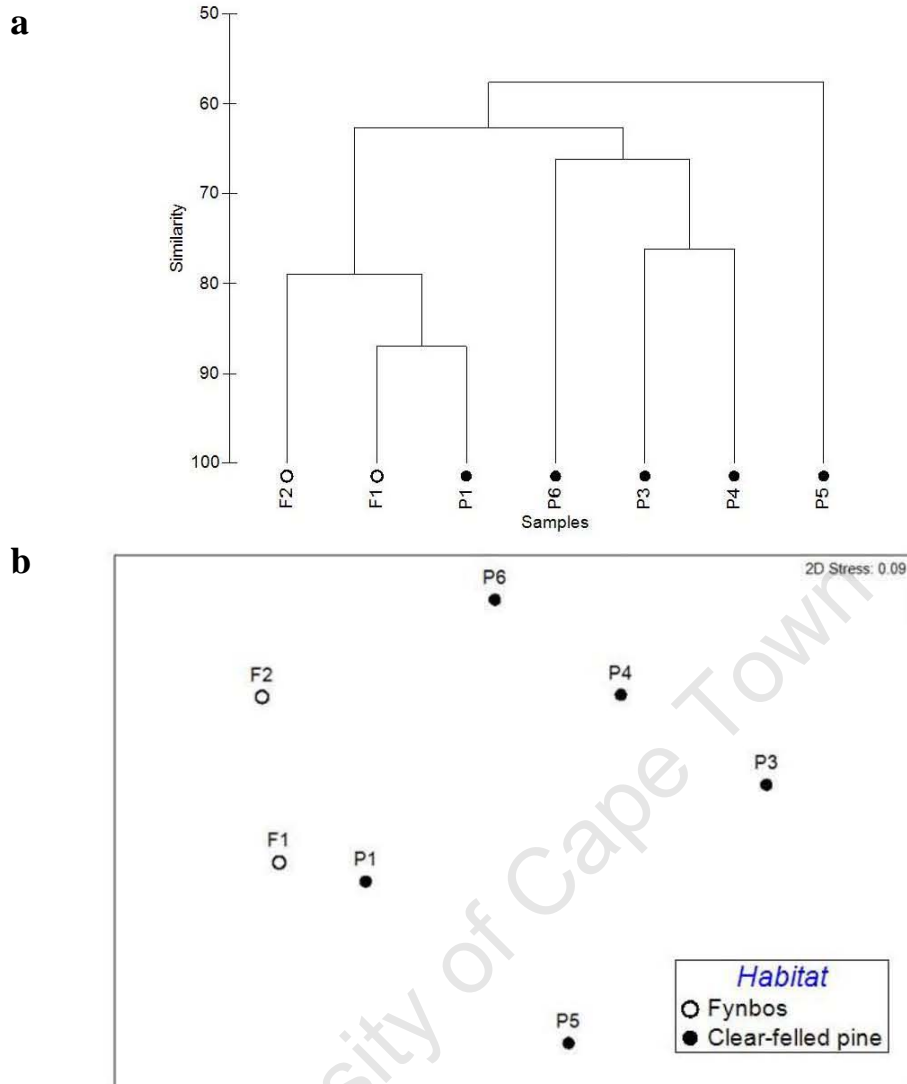 a
50
60
70
80
90
100
Similarity
F2 F1 P1 P6 P3 P4 P5
Samples
b
2D Stress: 0.09
P6
F2
P4
P3
F1
P1
P5
Habitat
Fynbos
Clear-felled pine
sity of Cape Town